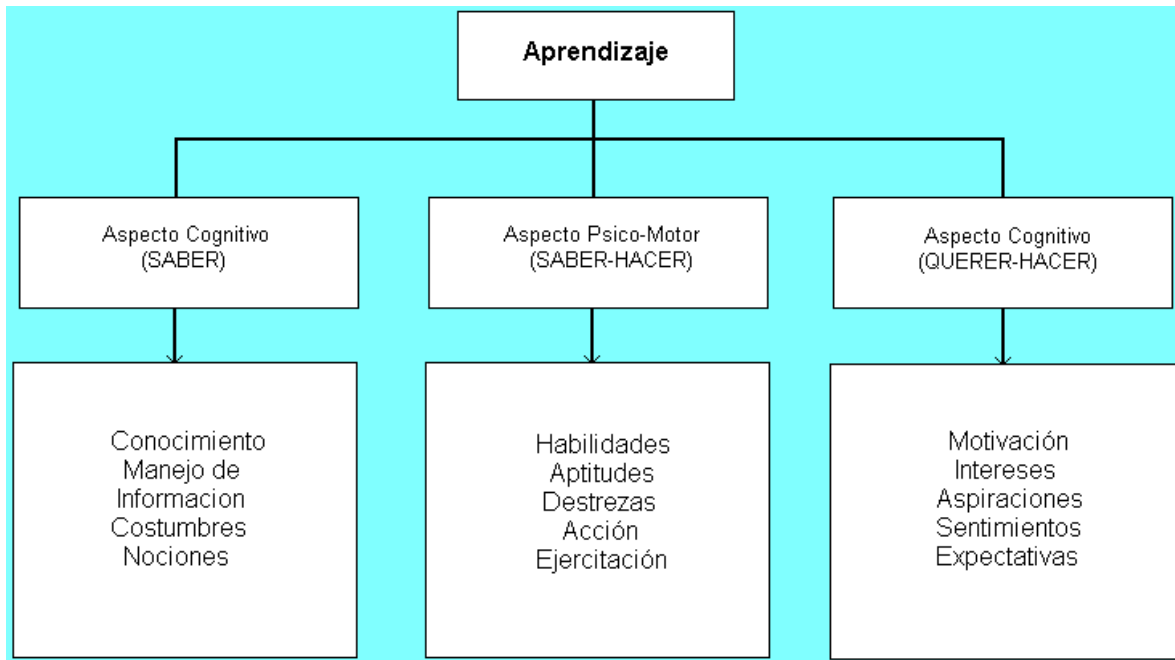 Aprendizaje
Aspecto Cognitivo
(SABER)
Aspecto Psico-Motor
(SABER-HACER)
Aspecto Cognitivo
(QUERER-HACER)
Conocimiento
Manejo de
Informacion
Costumbres
Nociones
Habilidades
Aptitudes
Destrezas
Acción
Ejercitación
Motivación
Intereses
Aspiraciones
Sentimientos
Expectativas